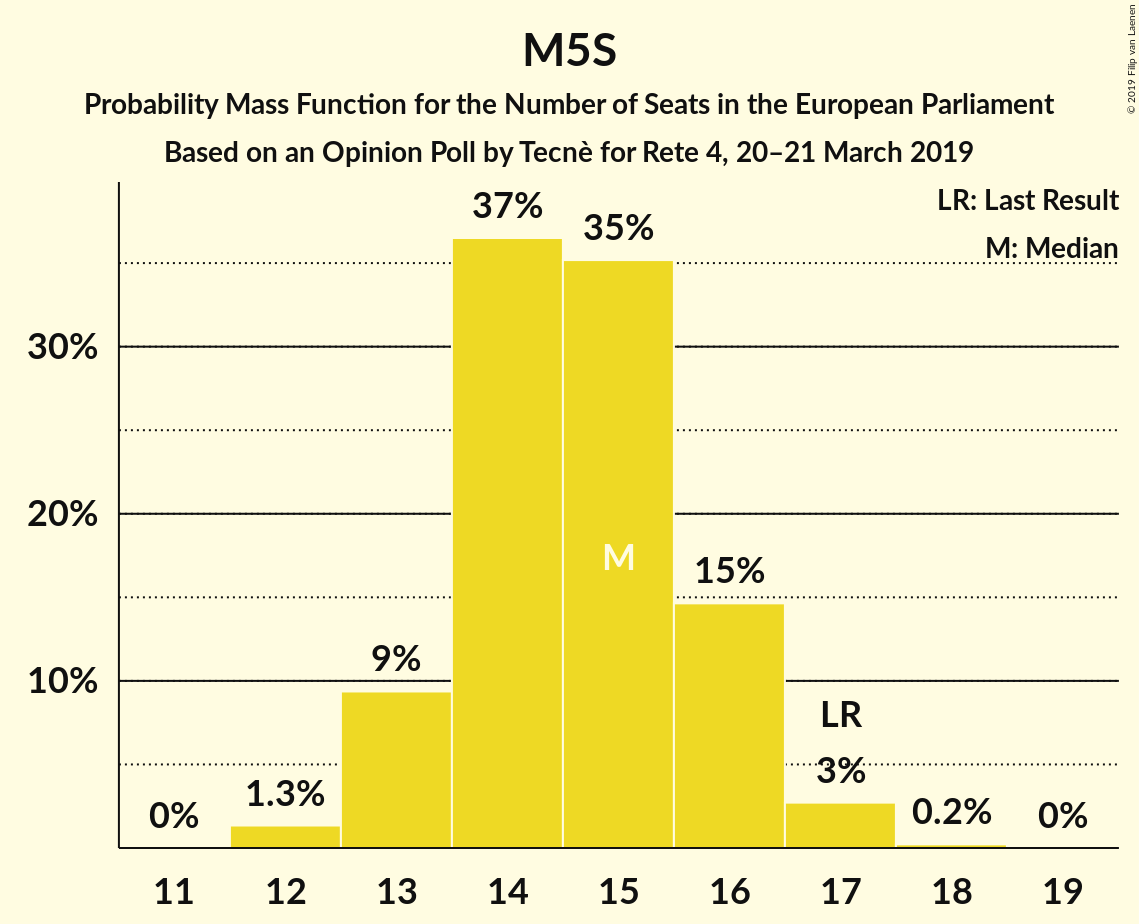 M5S
Probability Mass Function for the Number of Seats in the European Parliament
Based on an Opinion Poll by Tecnè for Rete 4, 20–21 March 2019
© 2019 Filip van Laenen
LR: Last Result
M: Median
37%
35%
30%
20%
M
15%
9%
10%
LR
3%
1.3%
0%
0.2%
0%
11 12 13 14 15 16 17 18 19